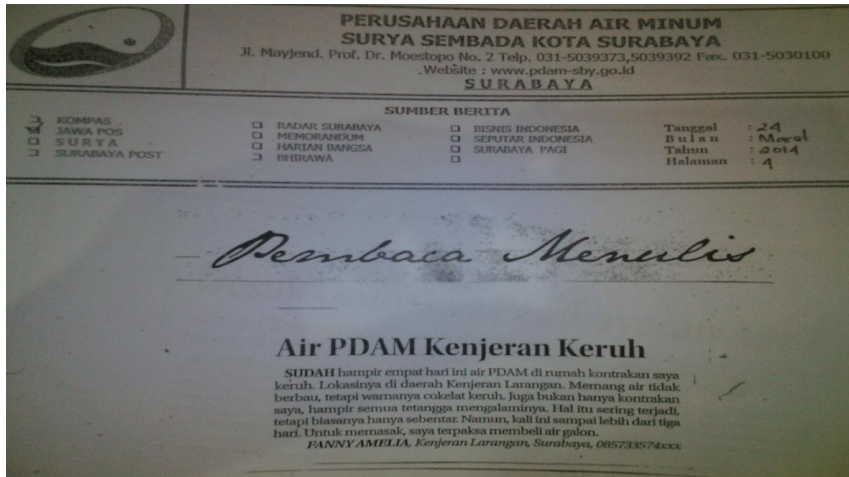 PERUSAHAAN DAERAH AIR MINUM
SURYA SEMBADA KOTA SURABAYA
Jl. Mayjend. Prof. Dr. Moestopo No. 2 Telp. 031-5039373,5039392 Fax. 031-5030100
Website : www.pdam-sby.go.id
SURABAYA
SUMBER BERITA
KOMPAS
JAWA POS
SURYA
SURABAYA POST
RADAR SURABAYA
MEMORANDUM
HARIAN BANGSA
BHIRAWA
BISNIS INDONESIA
SEPUTAR INDONESIA
SURABAYA PAGI
Tanggal : 24
Bulan : Maret
Tahun : 2014
Halaman : 4
Pembaca Menulis
Air PDAM Kenjeran Keruh
SUDAH hampir empat hari ini air PDAM di rumah kontrakan saya
keruh. Lokasinya di daerah Kenjeran Larangan. Memang air tidak
berbau, tetapi warnanya cokelat keruh. Juga bukan hanya kontrakan
saya, hampir semua tetangga mengalaminya. Hal itu sering terjadi,
tetapi biasanya hanya sebentar. Namun, kali ini sampai lebih dari tiga
hari. Untuk memasak, saya terpaksa membeli air galon.
FANNY AMELIA, Kenjeran Larangan, Surabaya, 085733574xxx